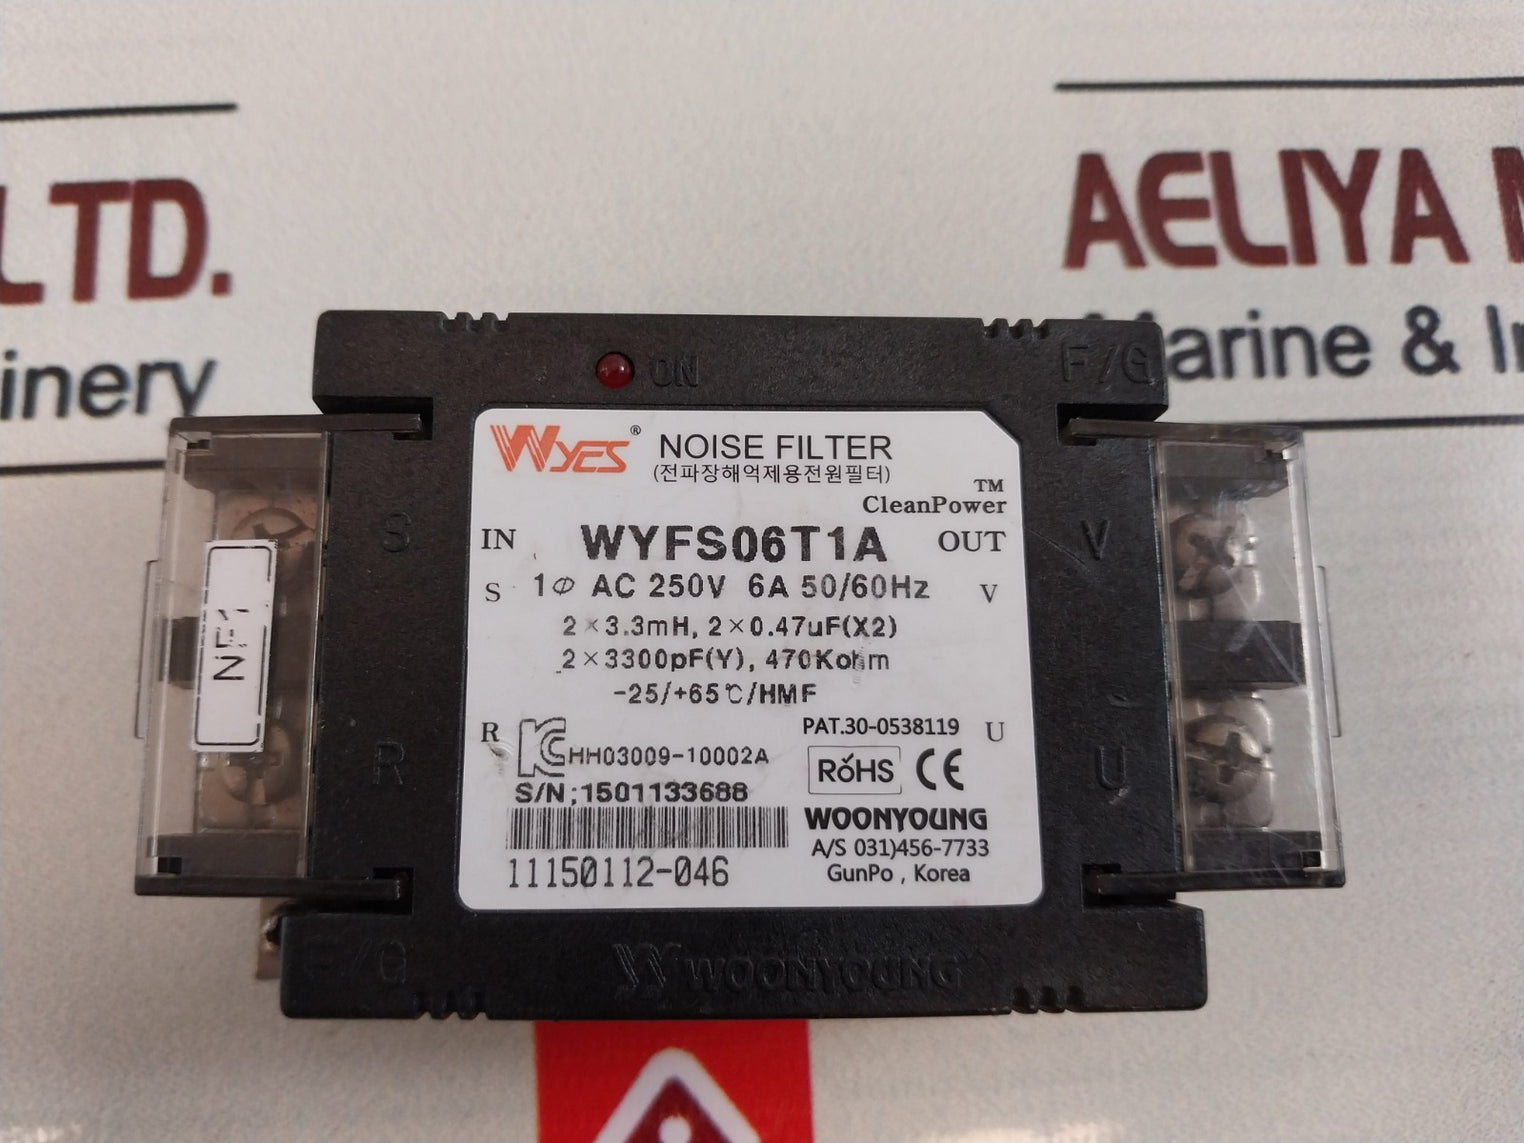 LTD.
AELIYA
inery
Marine &
ON
F/G
WYES® NOISE FILTER
(전파장해억제용전원필터)
CleanPower™
IN WYFS06T1A OUT
S 1Φ AC 250V 6A 50/60Hz V
2×3.3mH, 2×0.47uF(X2)
2×3300pF(Y), 470Kohm
-25/+65℃/HMF
R PAT.30-0538119 U
KC HH03009-10002A
RoHS CE
S/N;1501133688
WOONYOUNG
11150112-046
A/S 031)456-7733
GunPo , Korea
S
V
R
U
NF1
F/G
WOONYOUNG